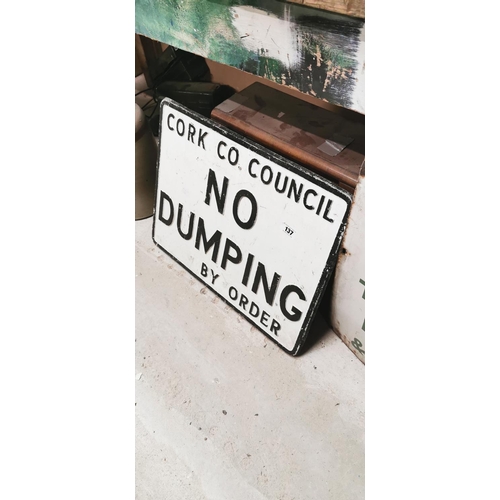 CORK CO COUNCIL
NO
137
DUMPING
BY ORDER